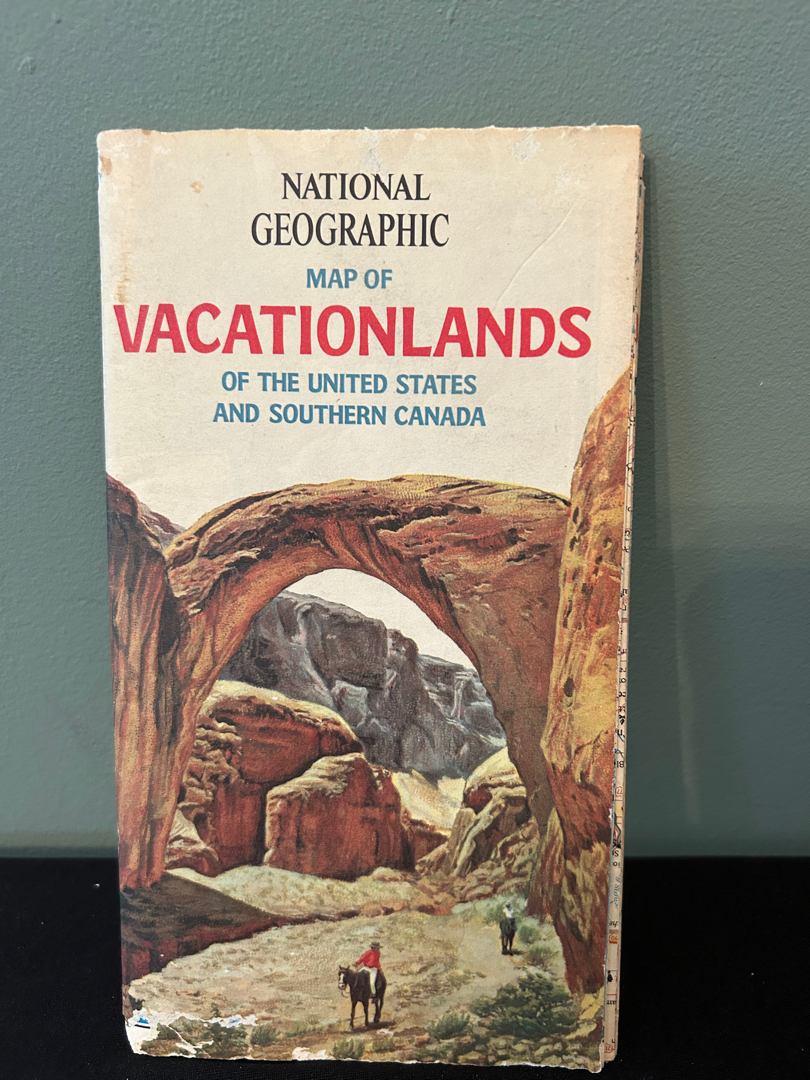 NATIONAL
GEOGRAPHIC
MAP OF
VACATIONLANDS
OF THE UNITED STATES
AND SOUTHERN CANADA